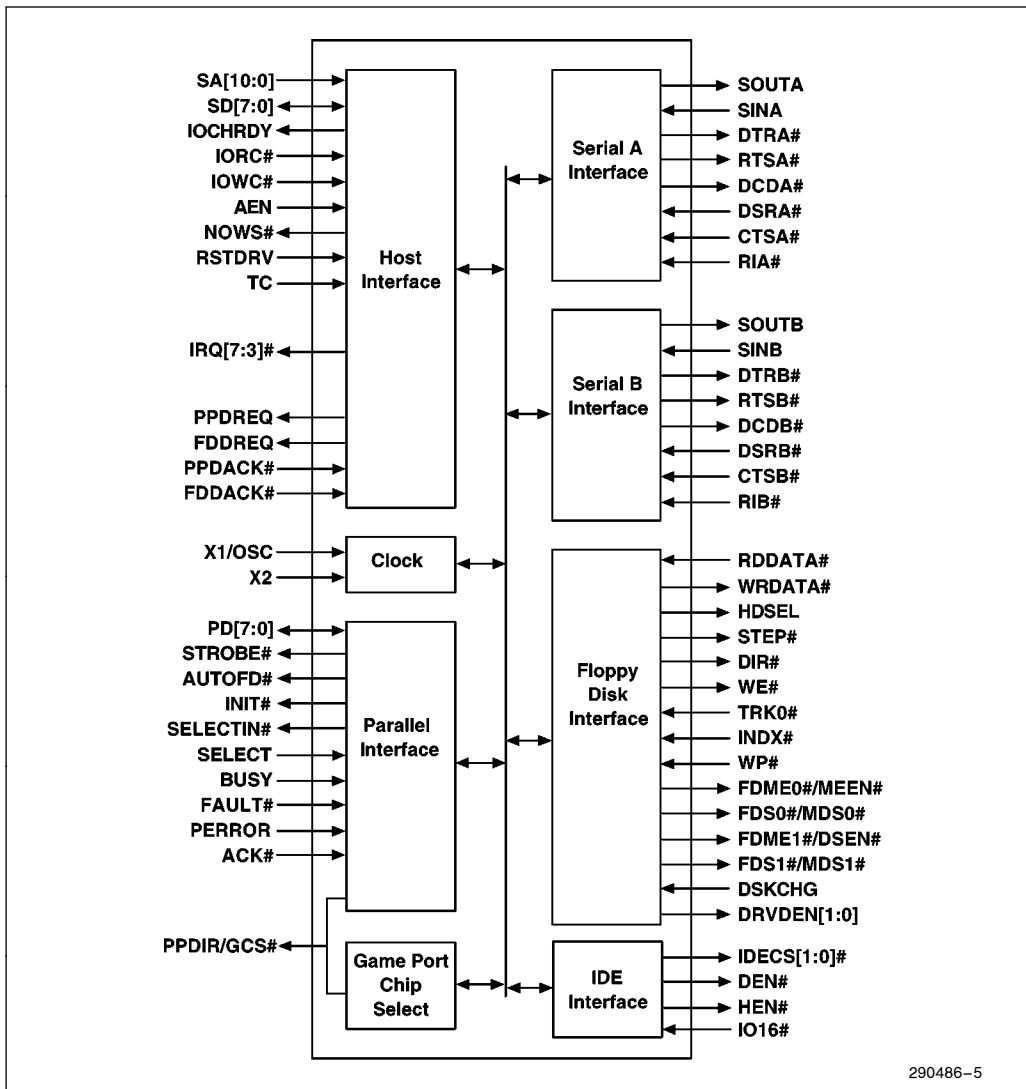 SA[10:0]
SD[7:0]
IOCHRDY
IORC#
IOWC#
AEN
NOWS#
RSTDRV
TC
IRQ[7:3]#
PPDREQ
FDDREQ
PPDACK#
FDDACK#
Host
Interface
X1/OSC
X2
Clock
PD[7:0]
STROBE#
AUTOFD#
INIT#
SELECTIN#
SELECT
BUSY
FAULT#
PERROR
ACK#
Parallel
Interface
PPDIR/GCS#
Game Port
Chip
Select
Serial A
Interface
SOUTA
SINA
DTRA#
RTSA#
DCDA#
DSRA#
CTSA#
RIA#
Serial B
Interface
SOUTB
SINB
DTRB#
RTSB#
DCDB#
DSRB#
CTSB#
RIB#
Floppy
Disk
Interface
RDDATA#
WRDATA#
HDSEL
STEP#
DIR#
WE#
TRK0#
INDX#
WP#
FDME0#/MEEN#
FDS0#/MDS0#
FDME1#/DSEN#
FDS1#/MDS1#
DSKCHG
DRVDEN[1:0]
IDE
Interface
IDECS[1:0]#
DEN#
HEN#
IO16#
290486–5